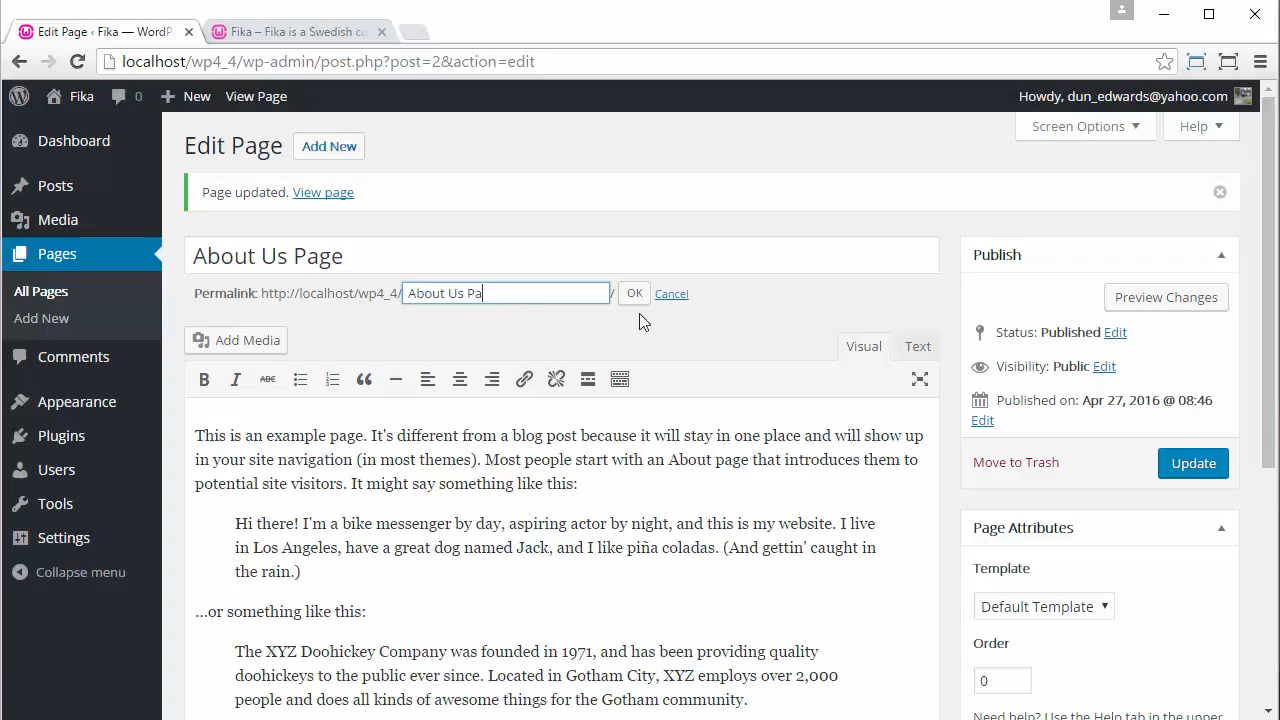 Edit Page ‹ Fika — WordP
Fika – Fika is a Swedish co
localhost/wp4_4/wp-admin/post.php?post=2&action=edit
Fika 0 New View Page Howdy, dun_edwards@yahoo.com
Screen Options Help
Dashboard
Posts
Media
Pages
All Pages
Add New
Comments
Appearance
Plugins
Users
Tools
Settings
Collapse menu
Edit Page Add New
Page updated. View page
About Us Page
Permalink: http://localhost/wp4_4/ About Us Pa / OK Cancel
Add Media
Visual Text
B I ABC
This is an example page. It's different from a blog post because it will stay in one place and will show up
in your site navigation (in most themes). Most people start with an About page that introduces them to
potential site visitors. It might say something like this:
Hi there! I'm a bike messenger by day, aspiring actor by night, and this is my website. I live
in Los Angeles, have a great dog named Jack, and I like piña coladas. (And gettin' caught in
the rain.)
…or something like this:
The XYZ Doohickey Company was founded in 1971, and has been providing quality
doohickeys to the public ever since. Located in Gotham City, XYZ employs over 2,000
people and does all kinds of awesome things for the Gotham community.
Publish
Preview Changes
Status: Published Edit
Visibility: Public Edit
Published on: Apr 27, 2016 @ 08:46
Edit
Move to Trash Update
Page Attributes
Template
Default Template
Order
0
Need help? Use the Help tab in the upper